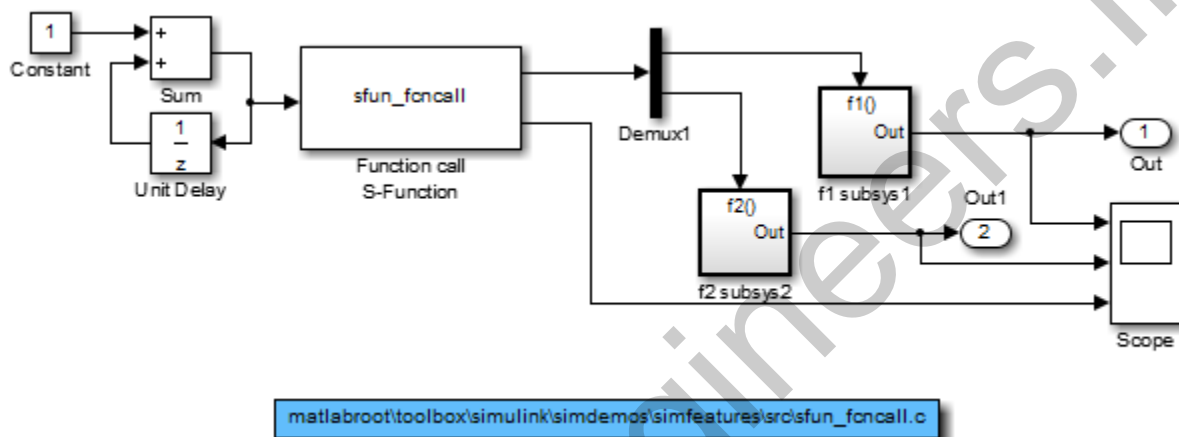 1
Constant
+
+
Sum
1
z
Unit Delay
sfun_fcncall
Function call
S-Function
Demux1
f1()
Out
f1 subsys1
1
Out
f2()
Out
f2 subsys2
Out1
2
Scope
matlabroot\toolbox\simulink\simdemos\simfeatures\src\sfun_fcncall.c
gineers.